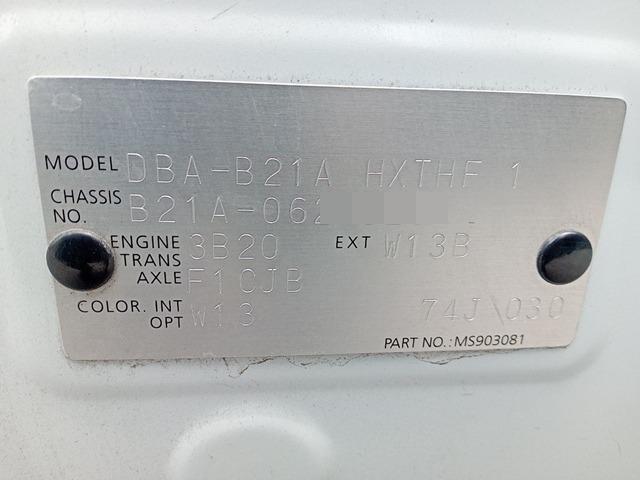 MODEL DBA-B21A HXTHF 1
CHASSIS NO. B21A-062
ENGINE 3B20 EXT W13B
TRANS AXLE F1CJB
COLOR. INT W13 74J\030
OPT
PART NO.: MS903081